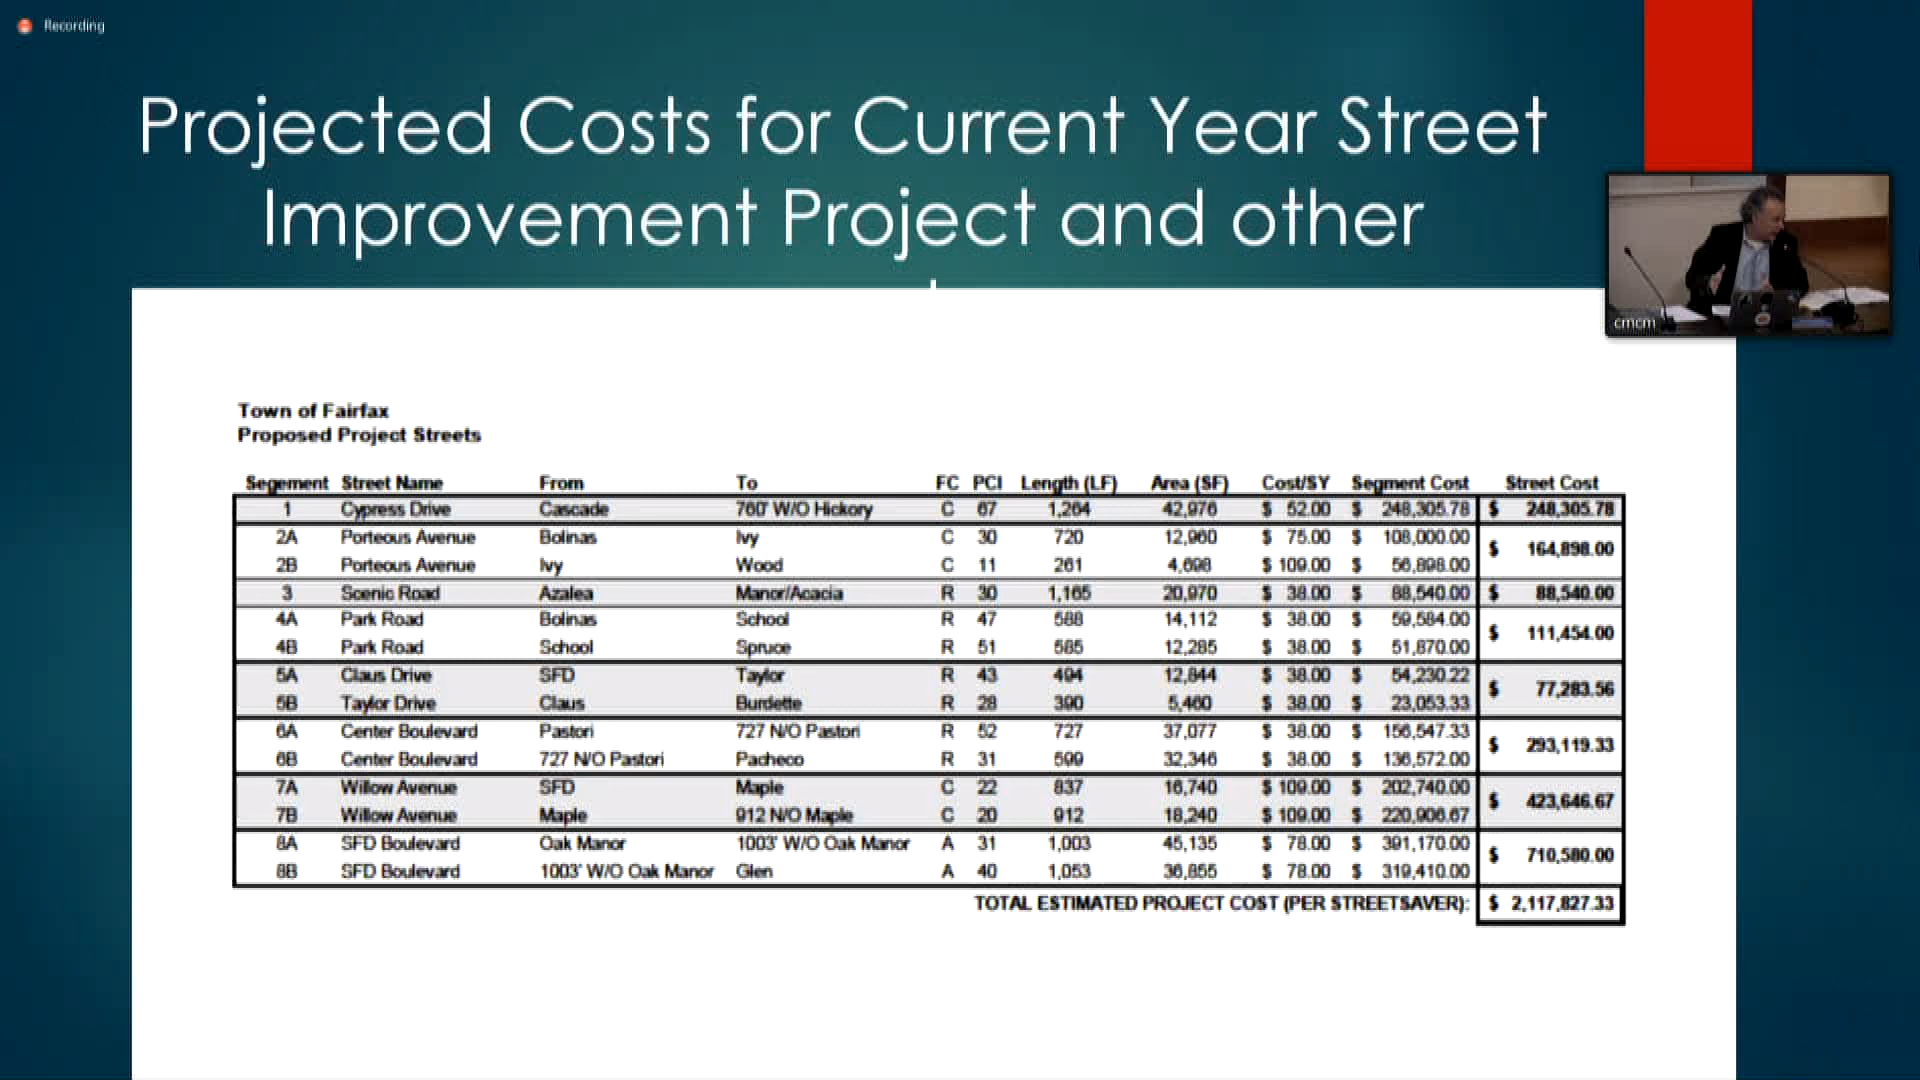 Recording
Projected Costs for Current Year Street
Improvement Project and other
cmcm
Town of Fairfax
Proposed Project Streets
Segement Street Name From To FC PCI Length (LF) Area (SF) Cost/SY Segment Cost Street Cost
1 Cypress Drive Cascade 760' W/O Hickory C 67 1,264 42,976 $ 52.00 $ 248,305.78 $ 248,305.78
2A Porteous Avenue Bolinas Ivy C 30 720 12,960 $ 75.00 $ 108,000.00 $ 164,898.00
2B Porteous Avenue Ivy Wood C 11 261 4,698 $ 109.00 $ 56,898.00
3 Scenic Road Azalea Manor/Acacia R 30 1,165 20,970 $ 38.00 $ 88,540.00 $ 88,540.00
4A Park Road Bolinas School R 47 588 14,112 $ 38.00 $ 59,584.00 $ 111,454.00
4B Park Road School Spruce R 51 585 12,285 $ 38.00 $ 51,870.00
5A Claus Drive SFD Taylor R 43 494 12,844 $ 38.00 $ 54,230.22 $ 77,283.56
5B Taylor Drive Claus Burdette R 28 390 5,460 $ 38.00 $ 23,053.33
6A Center Boulevard Pastori 727 N/O Pastori R 52 727 37,077 $ 38.00 $ 156,547.33 $ 293,119.33
6B Center Boulevard 727 N/O Pastori Pacheco R 31 599 32,346 $ 38.00 $ 136,572.00
7A Willow Avenue SFD Maple C 22 837 16,740 $ 109.00 $ 202,740.00 $ 423,646.67
7B Willow Avenue Maple 912 N/O Maple C 20 912 18,240 $ 109.00 $ 220,906.67
8A SFD Boulevard Oak Manor 1003' W/O Oak Manor A 31 1,003 45,135 $ 78.00 $ 391,170.00 $ 710,580.00
8B SFD Boulevard 1003' W/O Oak Manor Glen A 40 1,053 36,855 $ 78.00 $ 319,410.00
TOTAL ESTIMATED PROJECT COST (PER STREETSAVER): $ 2,117,827.33